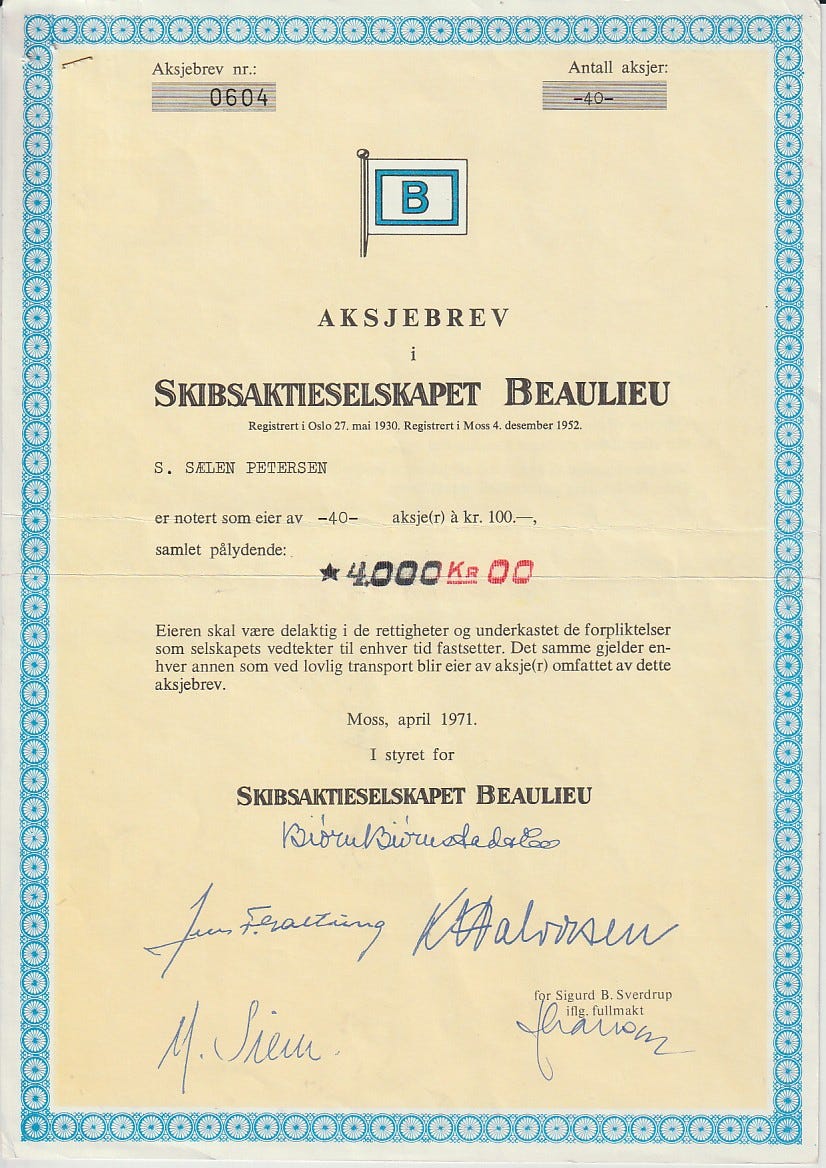 Aksjebrev nr.: Antall aksjer:
0604 -40-
B
AKSJEBREV
i
SKIBSAKTIESELSKAPET BEAULIEU
Registrert i Oslo 27. mai 1930. Registrert i Moss 4. desember 1952.
S. SÆLEN PETERSEN
er notert som eier av -40- aksje(r) à kr. 100.—,
samlet pålydende:
★4,000 KR 00
Eieren skal være delaktig i de rettigheter og underkastet de forpliktelser
som selskapets vedtekter til enhver tid fastsetter. Det samme gjelder en-
hver annen som ved lovlig transport blir eier av aksje(r) omfattet av dette
aksjebrev.
Moss, april 1971.
I styret for
SKIBSAKTIESELSKAPET BEAULIEU
Halvorsen
for Sigurd B. Sverdrup
iflg. fullmakt
M. Siem.